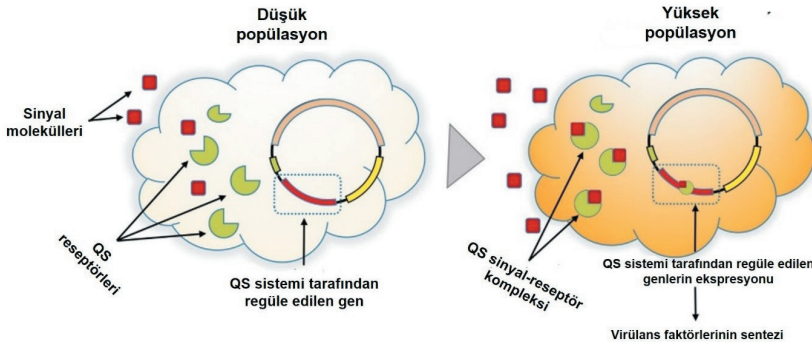 Düşük
popülasyon
Sinyal
molekülleri
QS
reseptörleri
QS sistemi tarafından
regüle edilen gen
Yüksek
popülasyon
QS sinyal-reseptör
kompleksi
QS sistemi tarafından regüle edilen
genlerin ekspresyonu
Virülans faktörlerinin sentezi